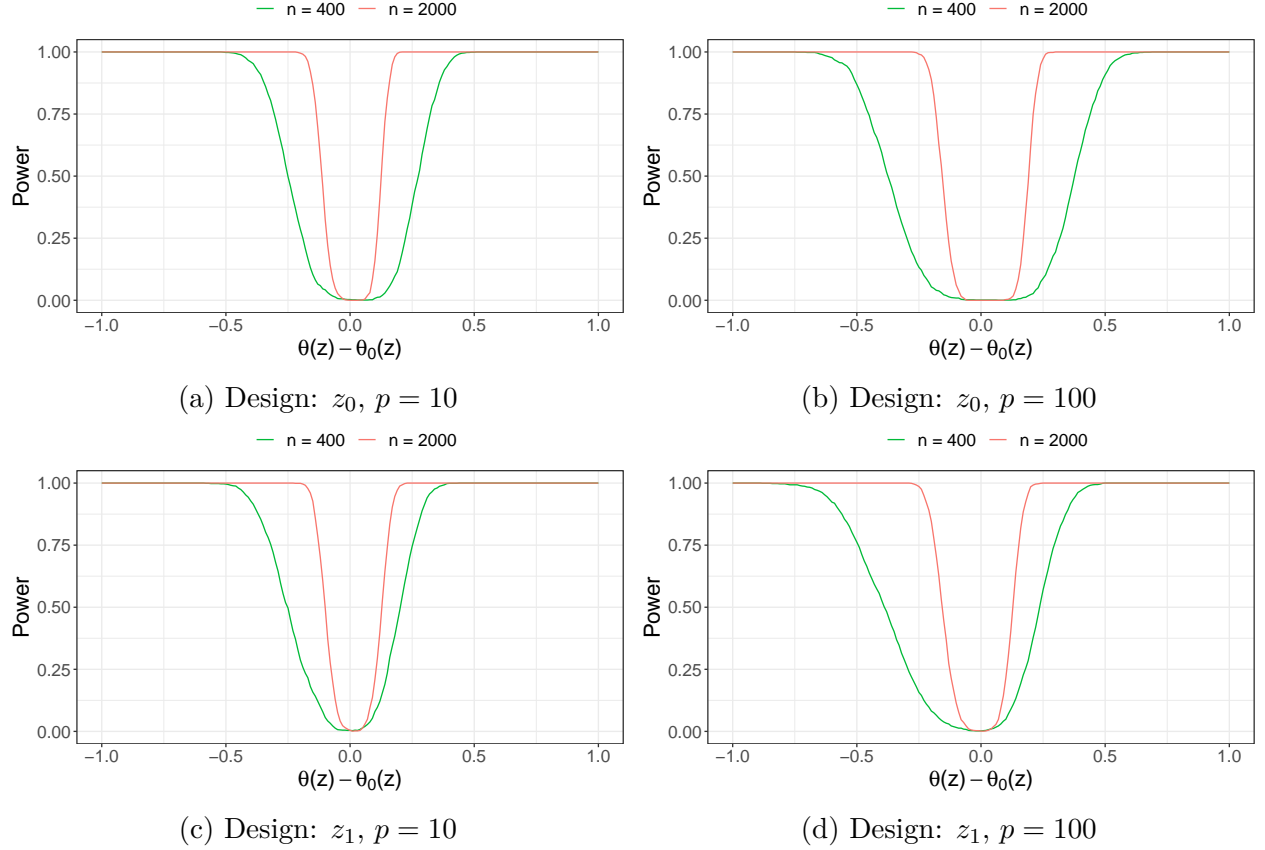 n = 400 n = 2000 n = 400 n = 2000
1.00 1.00
0.75 0.75
Power Power
0.50 0.50
0.25 0.25
0.00 0.00
−1.0 −0.5 0.0 0.5 1.0 −1.0 −0.5 0.0 0.5 1.0
θ(z) − θ₀(z) θ(z) − θ₀(z)
(a) Design: z₀, p = 10 (b) Design: z₀, p = 100
n = 400 n = 2000 n = 400 n = 2000
1.00 1.00
0.75 0.75
Power Power
0.50 0.50
0.25 0.25
0.00 0.00
−1.0 −0.5 0.0 0.5 1.0 −1.0 −0.5 0.0 0.5 1.0
θ(z) − θ₀(z) θ(z) − θ₀(z)
(c) Design: z₁, p = 10 (d) Design: z₁, p = 100